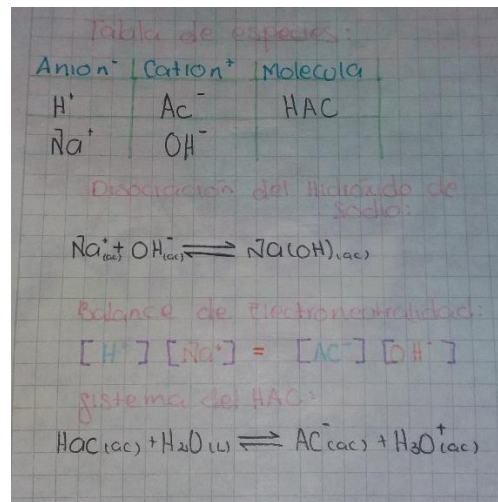 Tabla de especies:
Anion⁻ Cation⁺ Molecula
H⁺ Ac⁻ HAC
Na⁺ OH⁻
Disociación del Hidróxido de
Sodio:
Na⁺(ac) + OH⁻(ac) ⇌ Na(OH)(ac)
Balance de Electroneutralidad:
[H⁺] [Na⁺] = [AC⁻] [OH⁻]
Sistema del HAC:
HaC(ac) + H₂O(L) ⇌ AC⁻(ac) + H₃O⁺(ac)